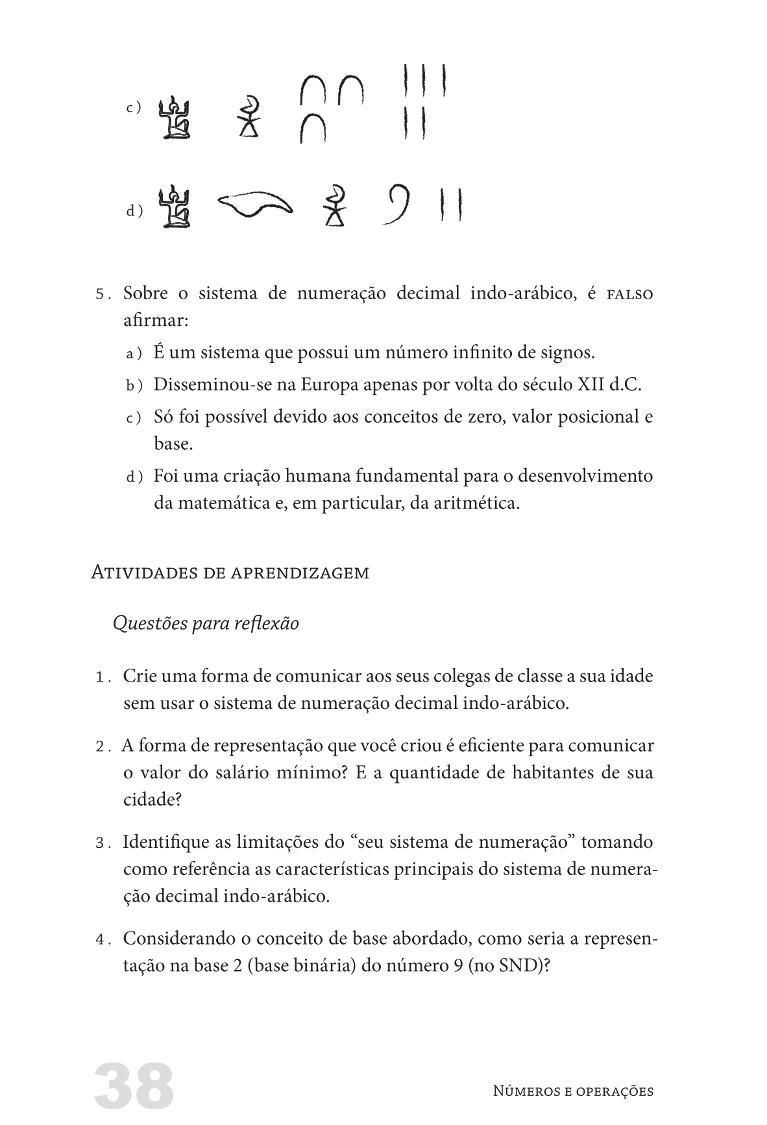 c)
d)
5. Sobre o sistema de numeração decimal indo-arábico, é FALSO
afirmar:
a) É um sistema que possui um número infinito de signos.
b) Disseminou-se na Europa apenas por volta do século XII d.C.
c) Só foi possível devido aos conceitos de zero, valor posicional e
base.
d) Foi uma criação humana fundamental para o desenvolvimento
da matemática e, em particular, da aritmética.
Atividades de aprendizagem
Questões para reflexão
1. Crie uma forma de comunicar aos seus colegas de classe a sua idade
sem usar o sistema de numeração decimal indo-arábico.
2. A forma de representação que você criou é eficiente para comunicar
o valor do salário mínimo? E a quantidade de habitantes de sua
cidade?
3. Identifique as limitações do “seu sistema de numeração” tomando
como referência as características principais do sistema de numera-
ção decimal indo-arábico.
4. Considerando o conceito de base abordado, como seria a represen-
tação na base 2 (base binária) do número 9 (no SND)?
38
Números e operações